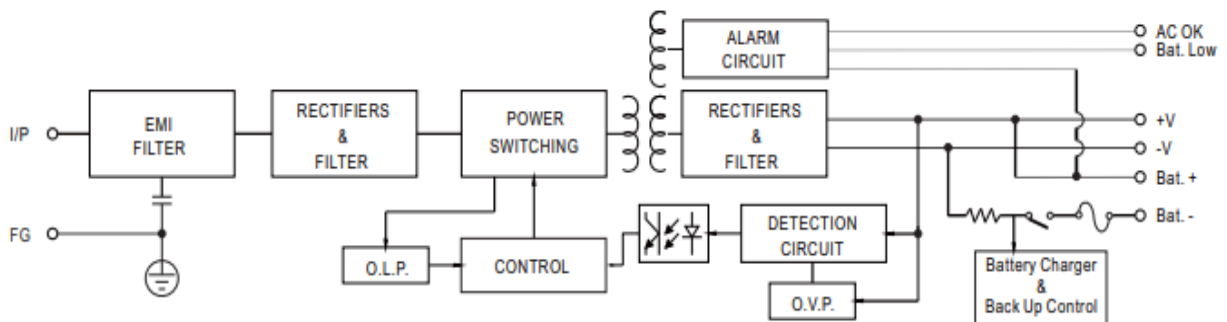 ALARM
CIRCUIT
AC OK
Bat. Low
I/P
EMI
FILTER
RECTIFIERS
&
FILTER
POWER
SWITCHING
RECTIFIERS
&
FILTER
+V
-V
Bat. +
Bat. -
FG
O.L.P.
CONTROL
DETECTION
CIRCUIT
O.V.P.
Battery Charger
&
Back Up Control